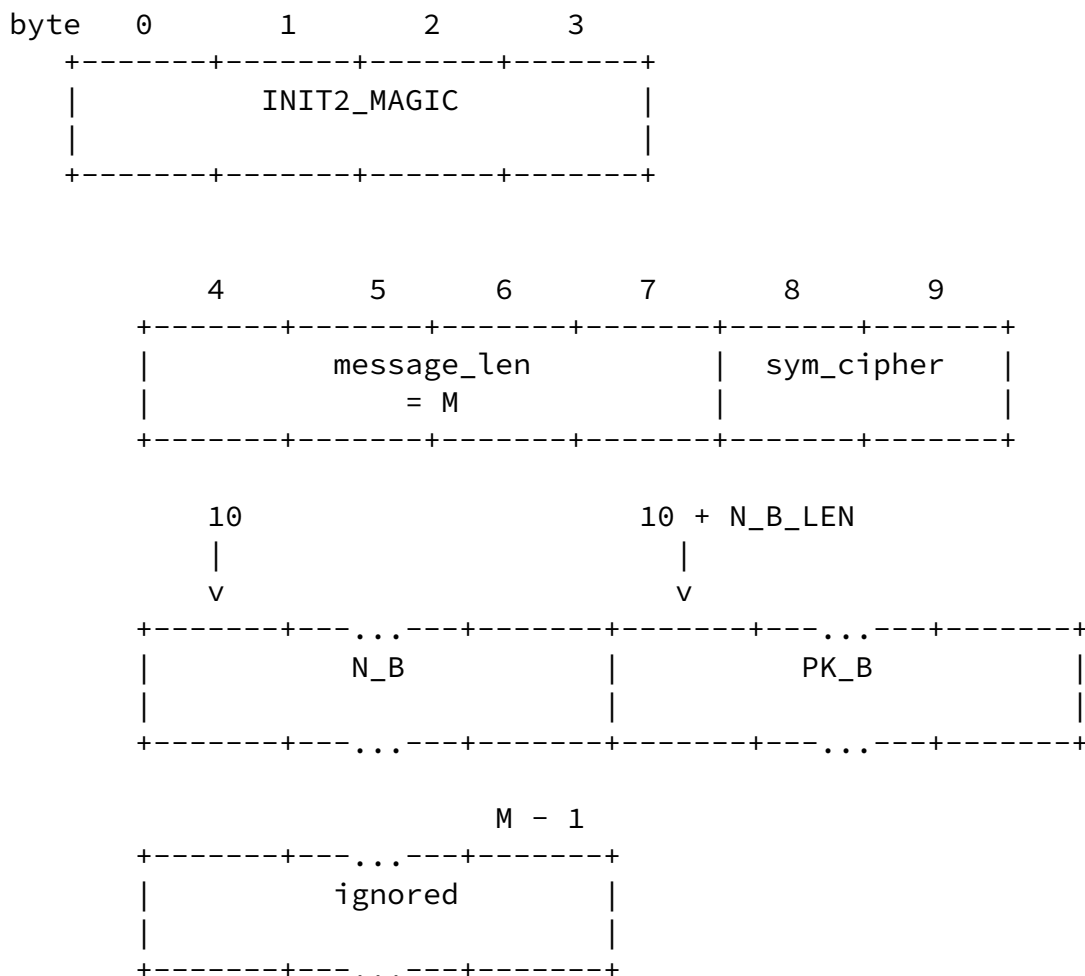 byte 0 1 2 3
+-------+-------+-------+-------+
| INIT2_MAGIC |
| |
+-------+-------+-------+-------+
4 5 6 7 8 9
+-------+-------+-------+-------+-------+-------+
| message_len | sym_cipher |
| = M | |
+-------+-------+-------+-------+-------+-------+
10 10 + N_B_LEN
| |
v v
+-------+---...---+-------+-------+---...---+-------+
| N_B | PK_B |
| | |
+-------+---...---+-------+-------+---...---+-------+
M - 1
+-------+---...---+-------+
| ignored |
| |
+-------+---...---+-------+